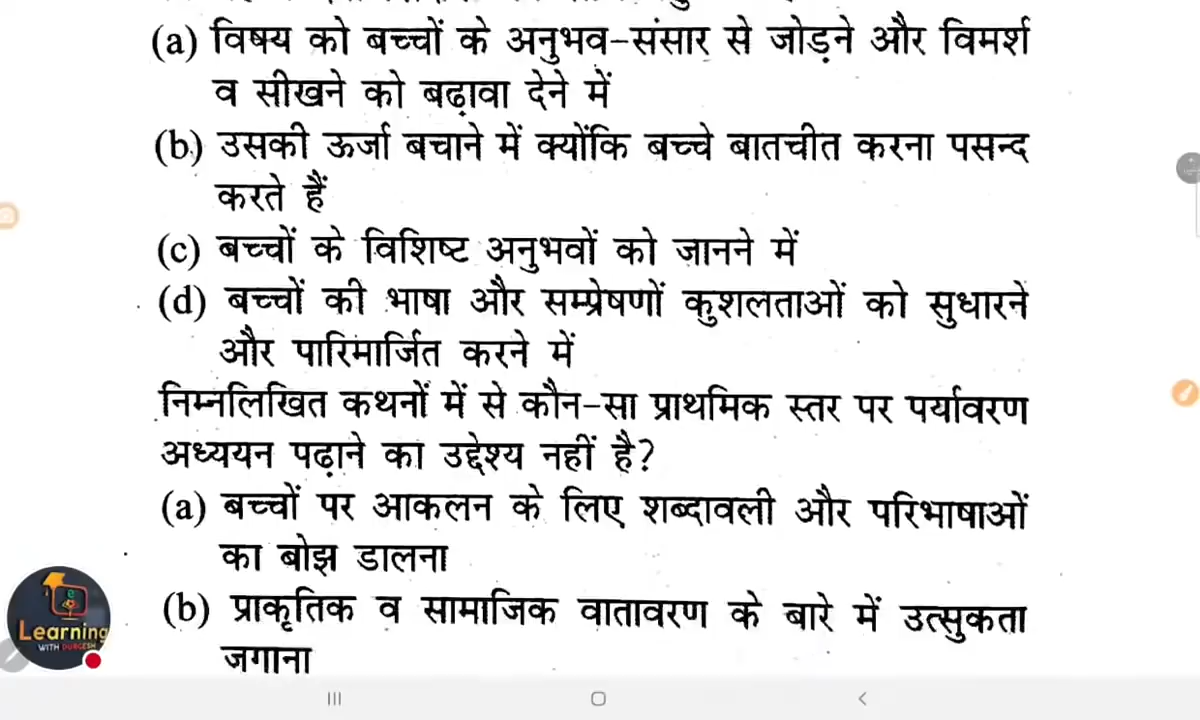 (a) विषय को बच्चों के अनुभव-संसार से जोड़ने और विमर्श
व सीखने को बढ़ावा देने में
(b) उसकी ऊर्जा बचाने में क्योंकि बच्चे बातचीत करना पसन्द
करते हैं
(c) बच्चों के विशिष्ट अनुभवों को जानने में
(d) बच्चों की भाषा और सम्प्रेषणों कुशलताओं को सुधारने
और पारिमार्जित करने में
निम्नलिखित कथनों में से कौन-सा प्राथमिक स्तर पर पर्यावरण
अध्ययन पढ़ाने का उद्देश्य नहीं है?
(a) बच्चों पर आकलन के लिए शब्दावली और परिभाषाओं
का बोझ डालना
(b) प्राकृतिक व सामाजिक वातावरण के बारे में उत्सुकता
जगाना
Learning
WITH DURGESH